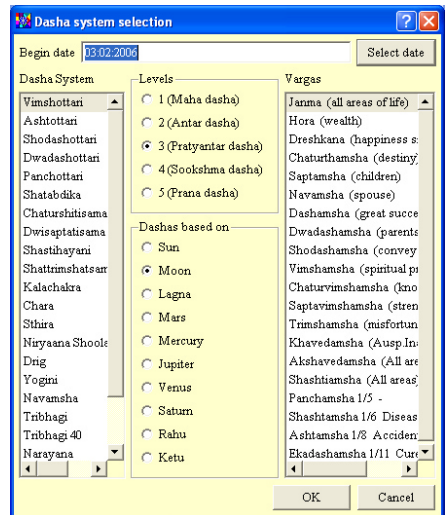 Dasha system selection
Begin date 03:02:2006 Select date
Dasha System
Vimshottari
Ashtottari
Shodashottari
Dwadashottari
Panchottari
Shatabdika
Chaturshitisama
Dwisaptatisama
Shastihayani
Shattrimshatsam
Kalachakra
Chara
Sthira
Niryaana Shoola
Drig
Yogini
Navamsha
Tribhagi
Tribhagi 40
Narayana
Levels
1 (Maha dasha)
2 (Antar dasha)
3 (Pratyantar dasha)
4 (Sookshma dasha)
5 (Prana dasha)
Dashas based on
Sun
Moon
Lagna
Mars
Mercury
Jupiter
Venus
Saturn
Rahu
Ketu
Vargas
Janma (all areas of life)
Hora (wealth)
Dreshkana (happiness s
Chaturthamsha (destiny
Saptamsha (children)
Navamsha (spouse)
Dashamsha (great succe
Dwadashamsha (parents
Shodashamsha (convey
Vimshamsha (spiritual p
Chaturvimshamsha (kno
Saptavimshamsha (stren
Trimshamsha (misfortun
Khavedamsha (Ausp.In
Akshavedamsha (All are
Shashtiamsha (All areas
Panchamsha 1/5 -
Shashtamsha 1/6 Diseas
Ashtamsha 1/8 Acciden
Ekadashamsha 1/11 Cure
OK Cancel